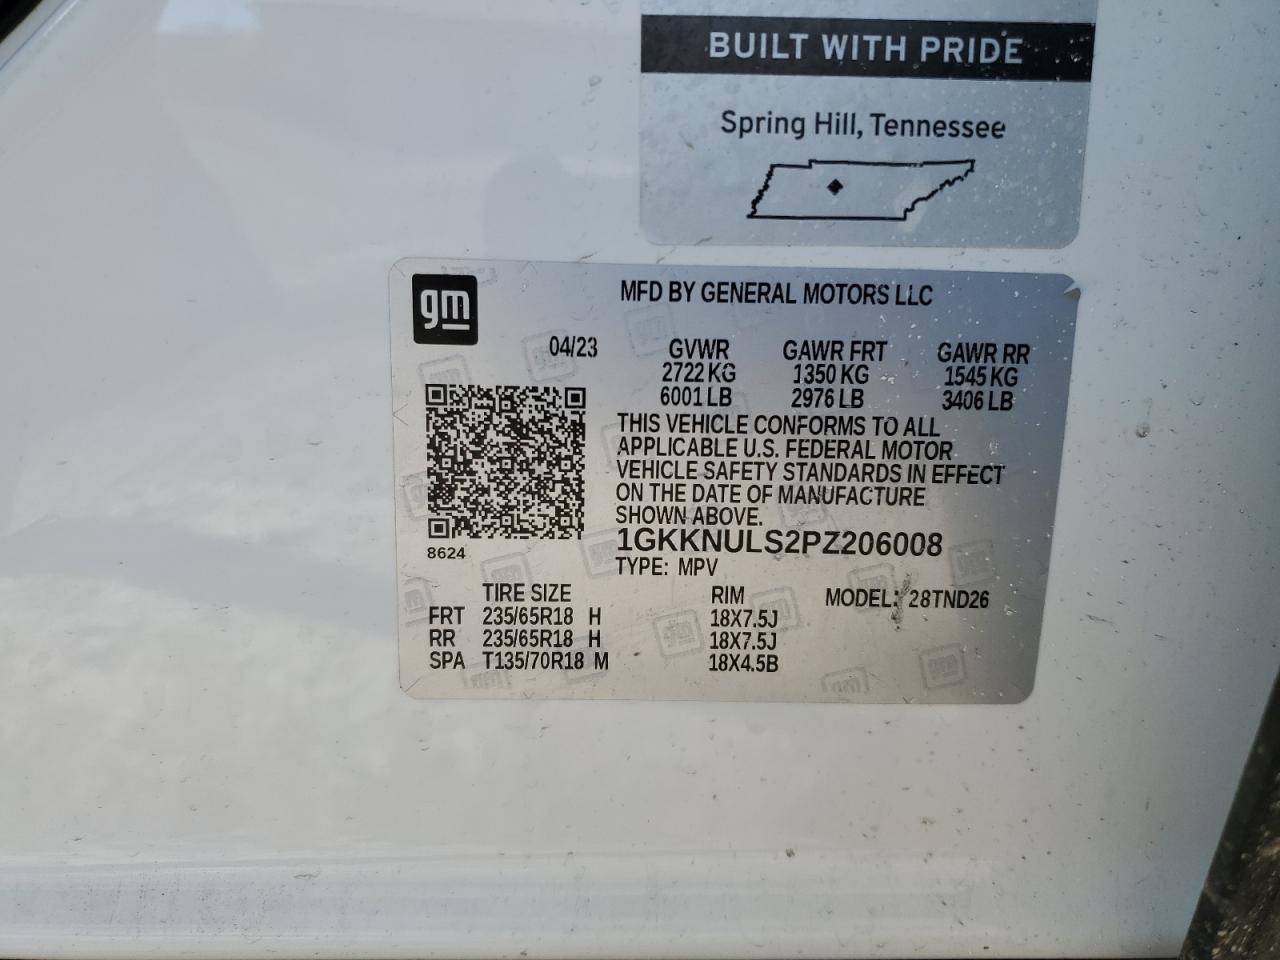 BUILT WITH PRIDE
Spring Hill, Tennessee
gm
MFD BY GENERAL MOTORS LLC
04/23
GVWR GAWR FRT GAWR RR
2722 KG 1350 KG 1545 KG
6001 LB 2976 LB 3406 LB
THIS VEHICLE CONFORMS TO ALL
APPLICABLE U.S. FEDERAL MOTOR
VEHICLE SAFETY STANDARDS IN EFFECT
ON THE DATE OF MANUFACTURE
SHOWN ABOVE.
1GKKNULS2PZ206008
8624
TYPE: MPV
TIRE SIZE RIM MODEL: 28TND26
FRT 235/65R18 H 18X7.5J
RR 235/65R18 H 18X7.5J
SPA T135/70R18 M 18X4.5B